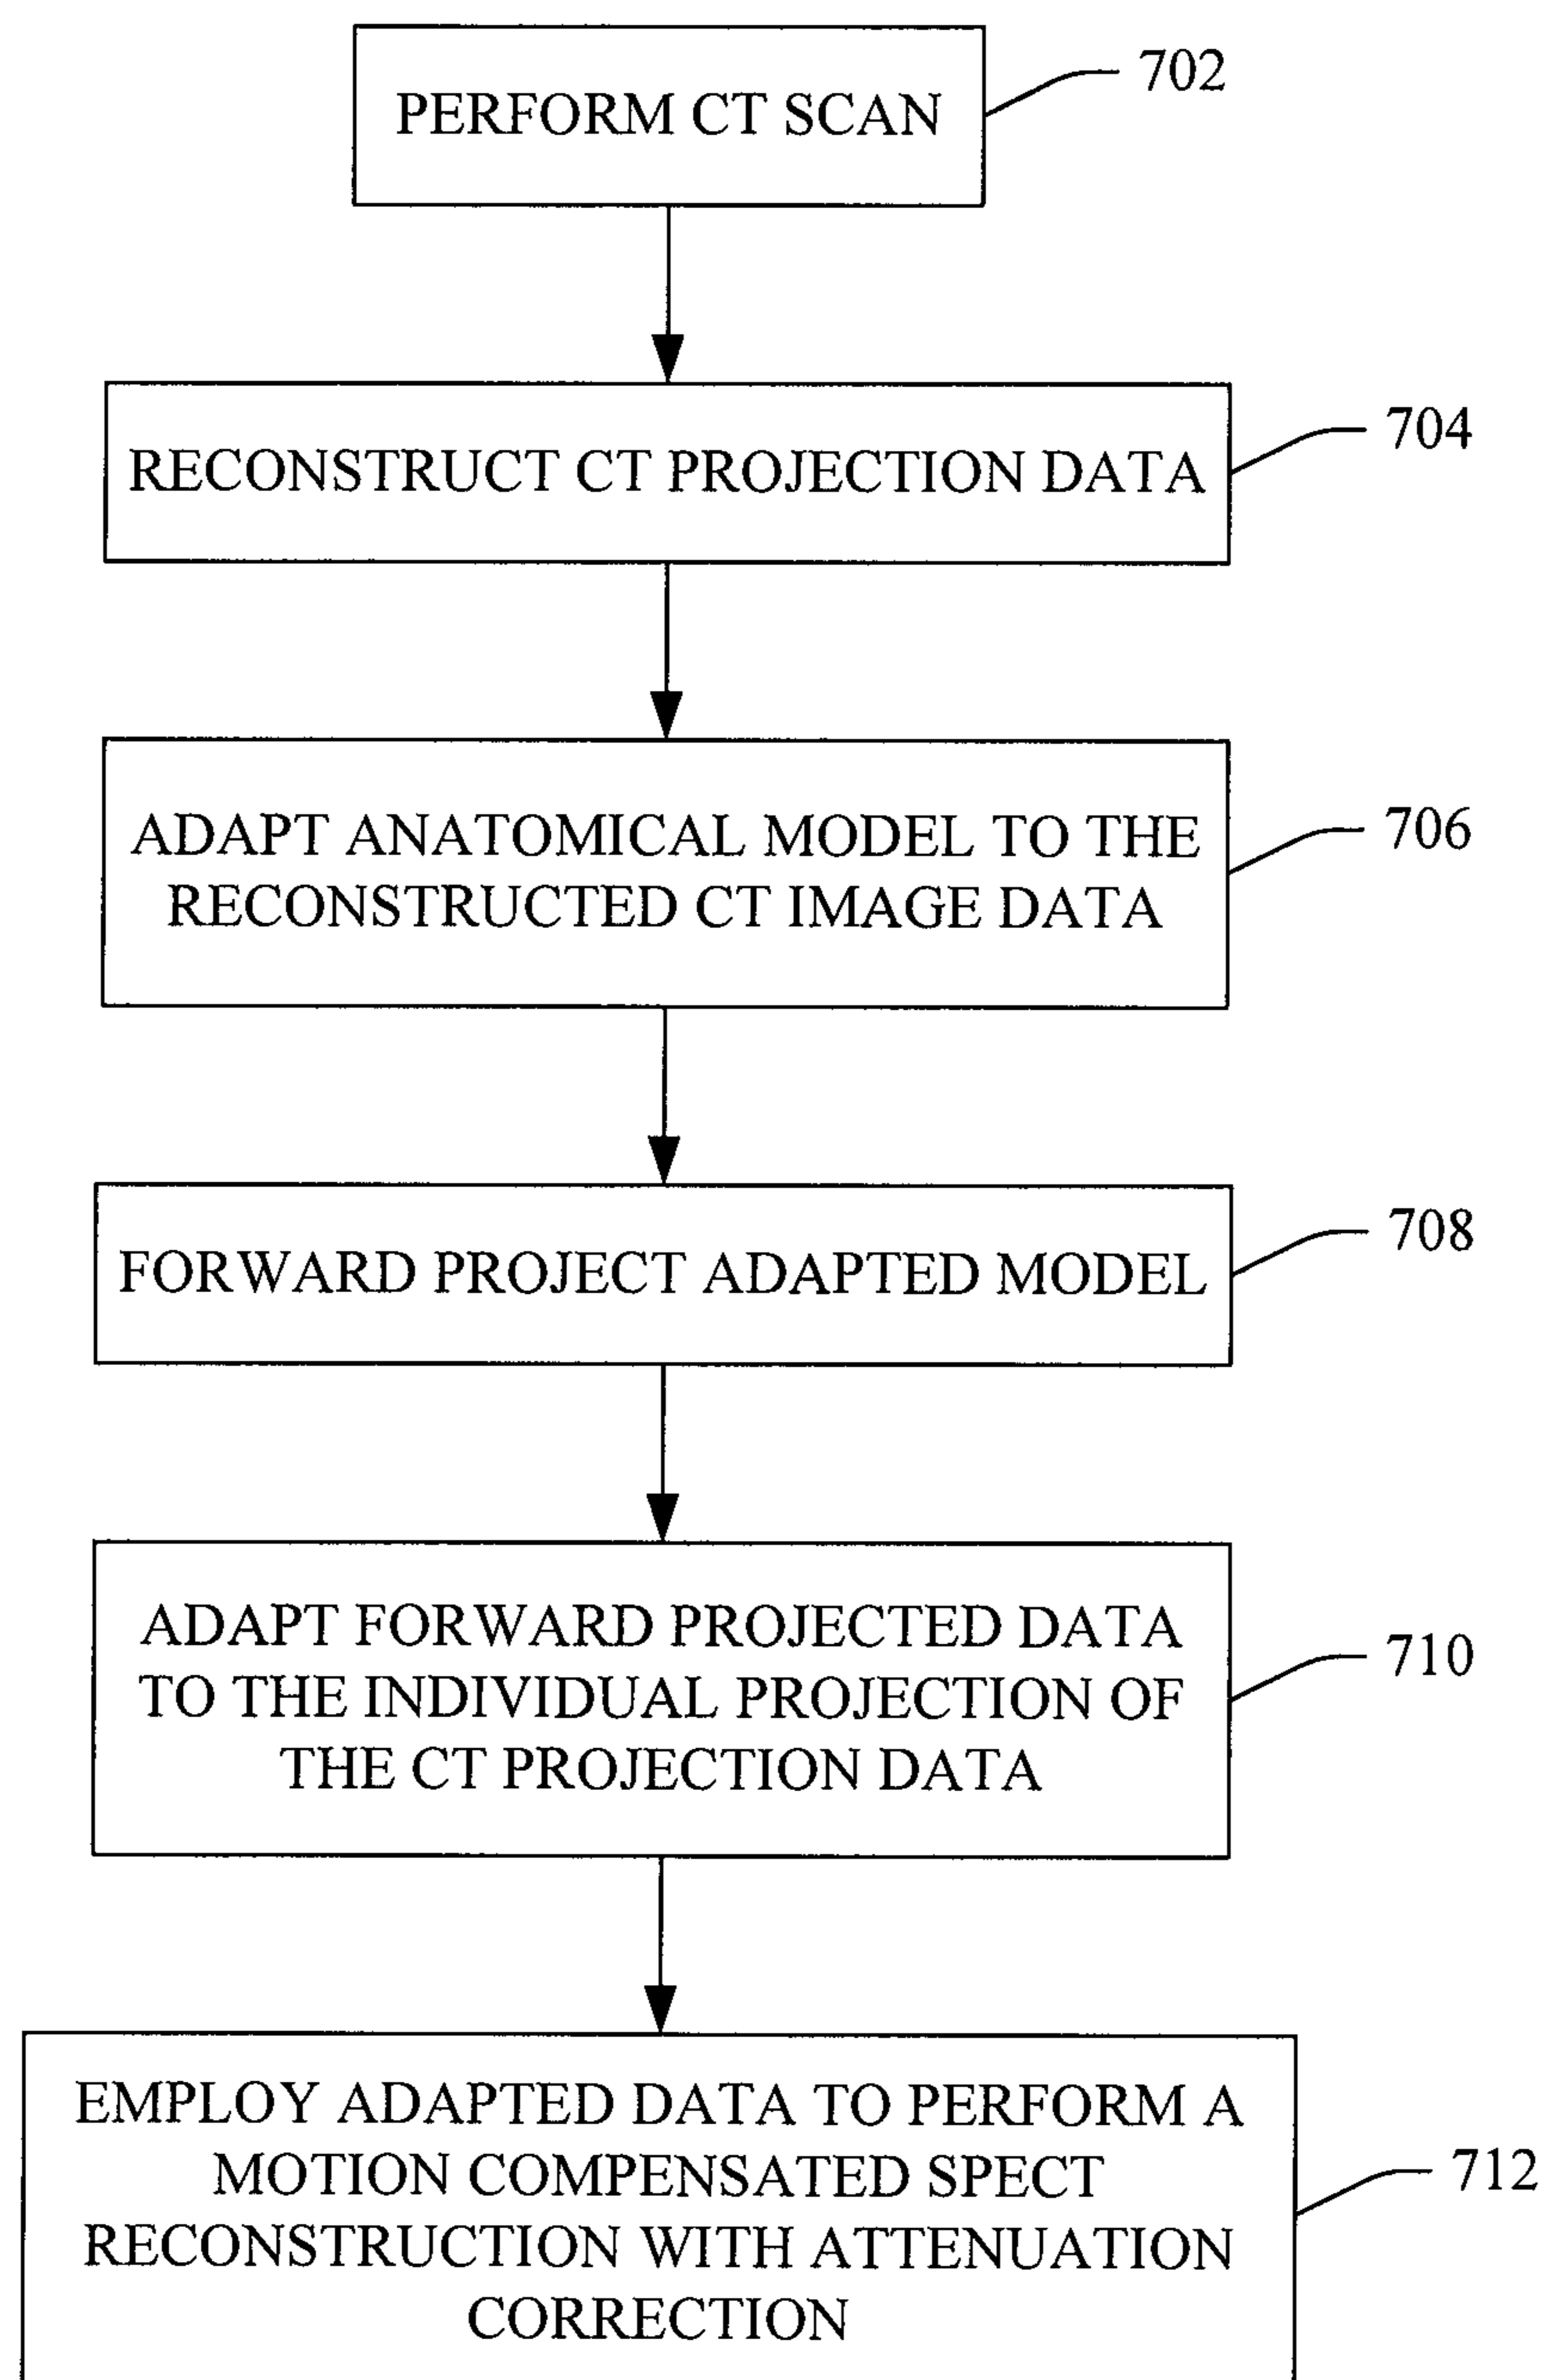 PERFORM CT SCAN
702
RECONSTRUCT CT PROJECTION DATA
704
ADAPT ANATOMICAL MODEL TO THE
RECONSTRUCTED CT IMAGE DATA
706
FORWARD PROJECT ADAPTED MODEL
708
ADAPT FORWARD PROJECTED DATA
TO THE INDIVIDUAL PROJECTION OF
THE CT PROJECTION DATA
710
EMPLOY ADAPTED DATA TO PERFORM A
MOTION COMPENSATED SPECT
RECONSTRUCTION WITH ATTENUATION
CORRECTION
712